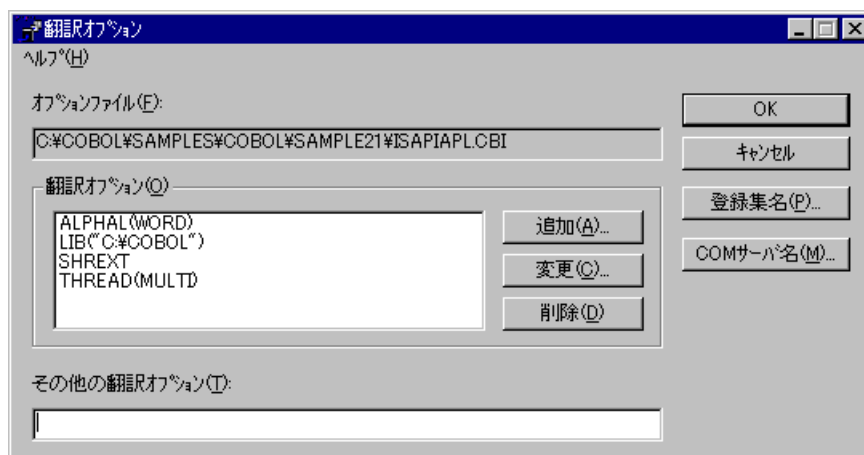 翻訳ｵﾌﾟｼｮﾝ
ﾍﾙﾌﾟ(H)
ｵﾌﾟｼｮﾝﾌｧｲﾙ(F):
C:¥COBOL¥SAMPLES¥COBOL¥SAMPLE21¥ISAPIAPL.CBI
翻訳ｵﾌﾟｼｮﾝ(O)
ALPHAL(WORD)
LIB("C:¥COBOL")
SHREXT
THREAD(MULTI)
追加(A)...
変更(C)...
削除(D)
その他の翻訳ｵﾌﾟｼｮﾝ(T):
OK
ｷｬﾝｾﾙ
登録集名(P)...
COMｻｰﾊﾞ名(M)...